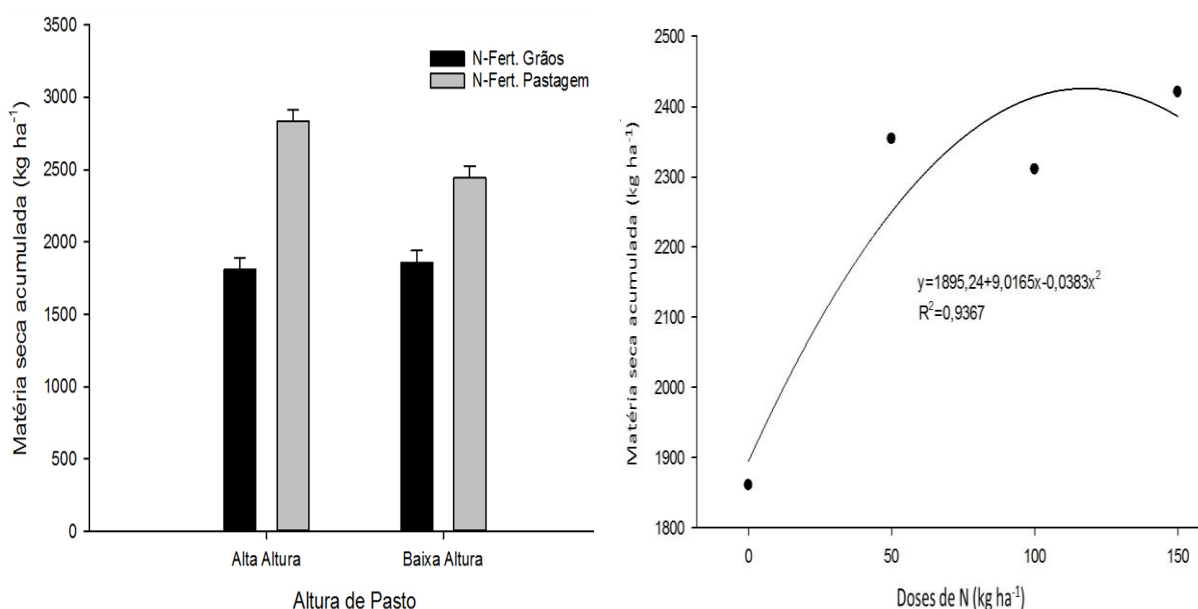 Matéria seca acumulada (kg ha⁻¹)
3500
3000
2500
2000
1500
1000
500
0
N-Fert. Grãos
N-Fert. Pastagem
Alta Altura
Baixa Altura
Altura de Pasto
Matéria seca acumulada (kg ha⁻¹)
2500
2400
2300
2200
2100
2000
1900
1800
y=1895,24+9,0165x-0,0383x²
R²=0,9367
0
50
100
150
Doses de N (kg ha⁻¹)